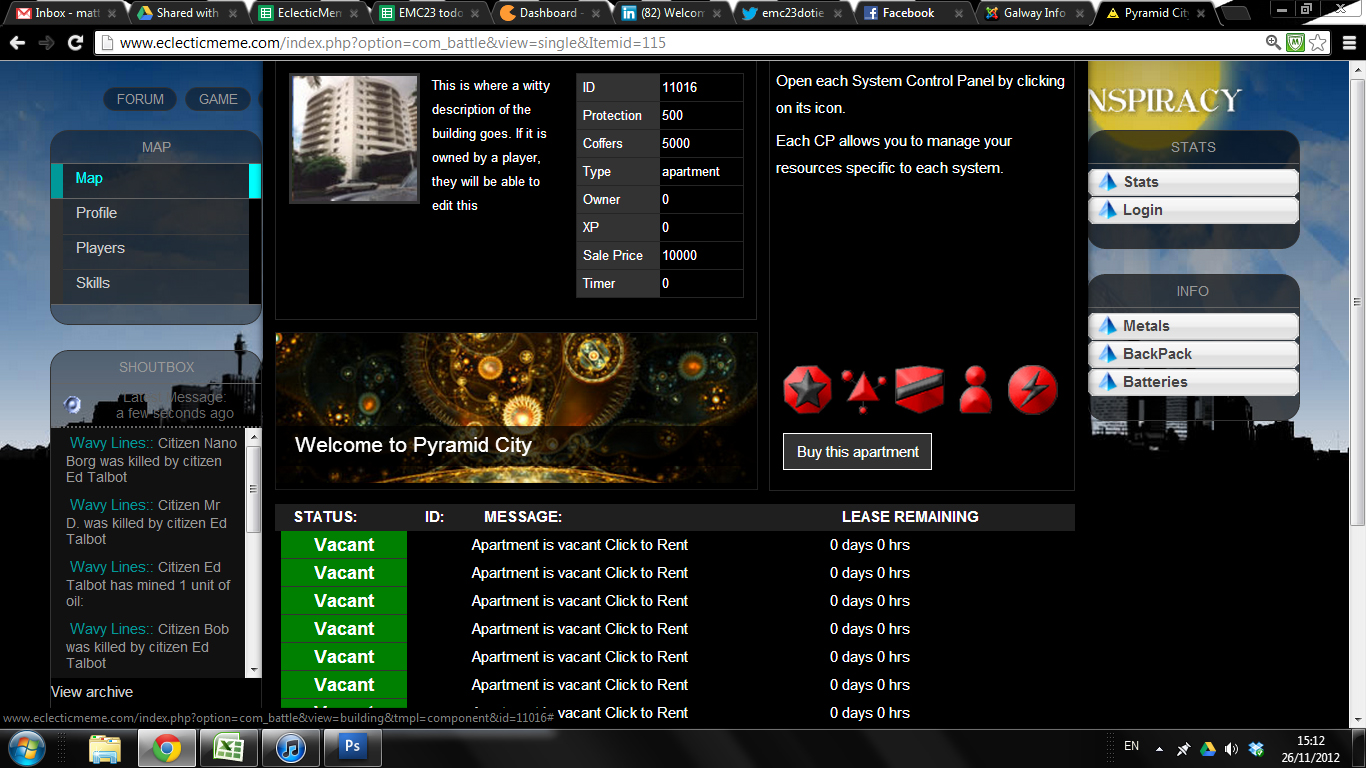 Inbox - mat
Shared with
EclecticMem
EMC23 todo
Dashboard -
(82) Welcom
emc23dotie
Facebook
Galway Info
Pyramid City
www.eclecticmeme.com/index.php?option=com_battle&view=single&Itemid=115
FORUM
GAME
MAP
Map
Profile
Players
Skills
SHOUTBOX
Latest Message:
a few seconds ago
Wavy Lines:: Citizen Nano
Borg was killed by citizen
Ed Talbot
Wavy Lines:: Citizen Mr
D. was killed by citizen Ed
Talbot
Wavy Lines:: Citizen Ed
Talbot has mined 1 unit of
oil:
Wavy Lines:: Citizen Bob
was killed by citizen Ed
Talbot
View archive
This is where a witty
description of the
building goes. If it is
owned by a player,
they will be able to
edit this
ID 11016
Protection 500
Coffers 5000
Type apartment
Owner 0
XP 0
Sale Price 10000
Timer 0
Welcome to Pyramid City
Open each System Control Panel by clicking
on its icon.
Each CP allows you to manage your
resources specific to each system.
Buy this apartment
NSPIRACY
STATS
Stats
Login
INFO
Metals
BackPack
Batteries
STATUS: ID: MESSAGE: LEASE REMAINING
Vacant Apartment is vacant Click to Rent 0 days 0 hrs
Vacant Apartment is vacant Click to Rent 0 days 0 hrs
Vacant Apartment is vacant Click to Rent 0 days 0 hrs
Vacant Apartment is vacant Click to Rent 0 days 0 hrs
Vacant Apartment is vacant Click to Rent 0 days 0 hrs
Vacant Apartment is vacant Click to Rent 0 days 0 hrs
vacant Click to Rent 0 days 0 hrs
www.eclecticmeme.com/index.php?option=com_battle&view=building&tmpl=component&id=11016#
Ps
EN
15:12
26/11/2012